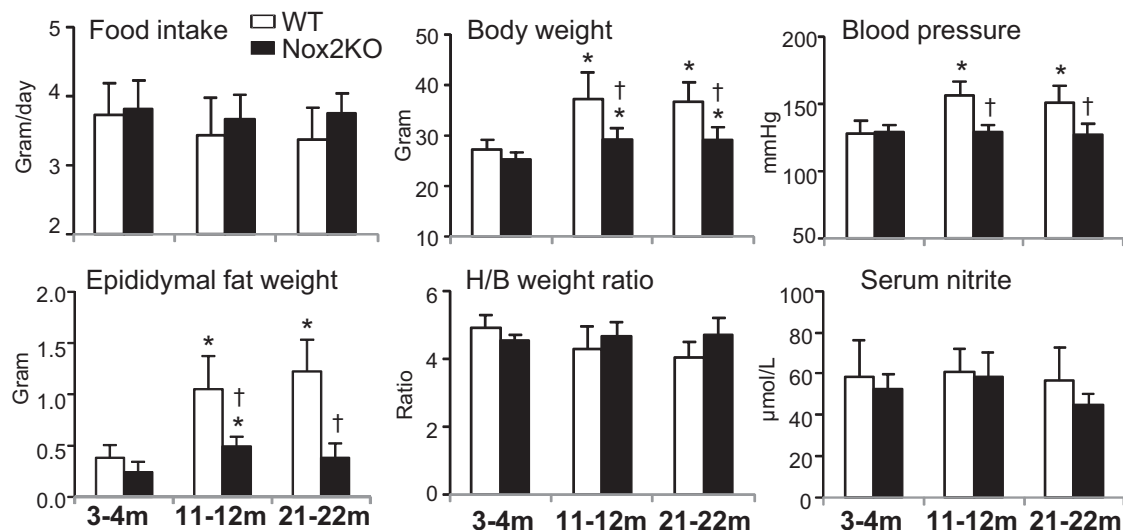 Food intake
WT
Nox2KO
Gram/day
5
4
3
2
Body weight
Gram
50
40
30
20
10
*
†
*
*
†
*
Blood pressure
mmHg
200
150
100
50
*
†
*
†
Epididymal fat weight
Gram
2.0
1.5
1.0
0.5
0.0
*
†
*
*
†
3-4m 11-12m 21-22m
H/B weight ratio
Ratio
6
4
2
0
3-4m 11-12m 21-22m
Serum nitrite
µmol/L
100
80
60
40
20
0
3-4m 11-12m 21-22m